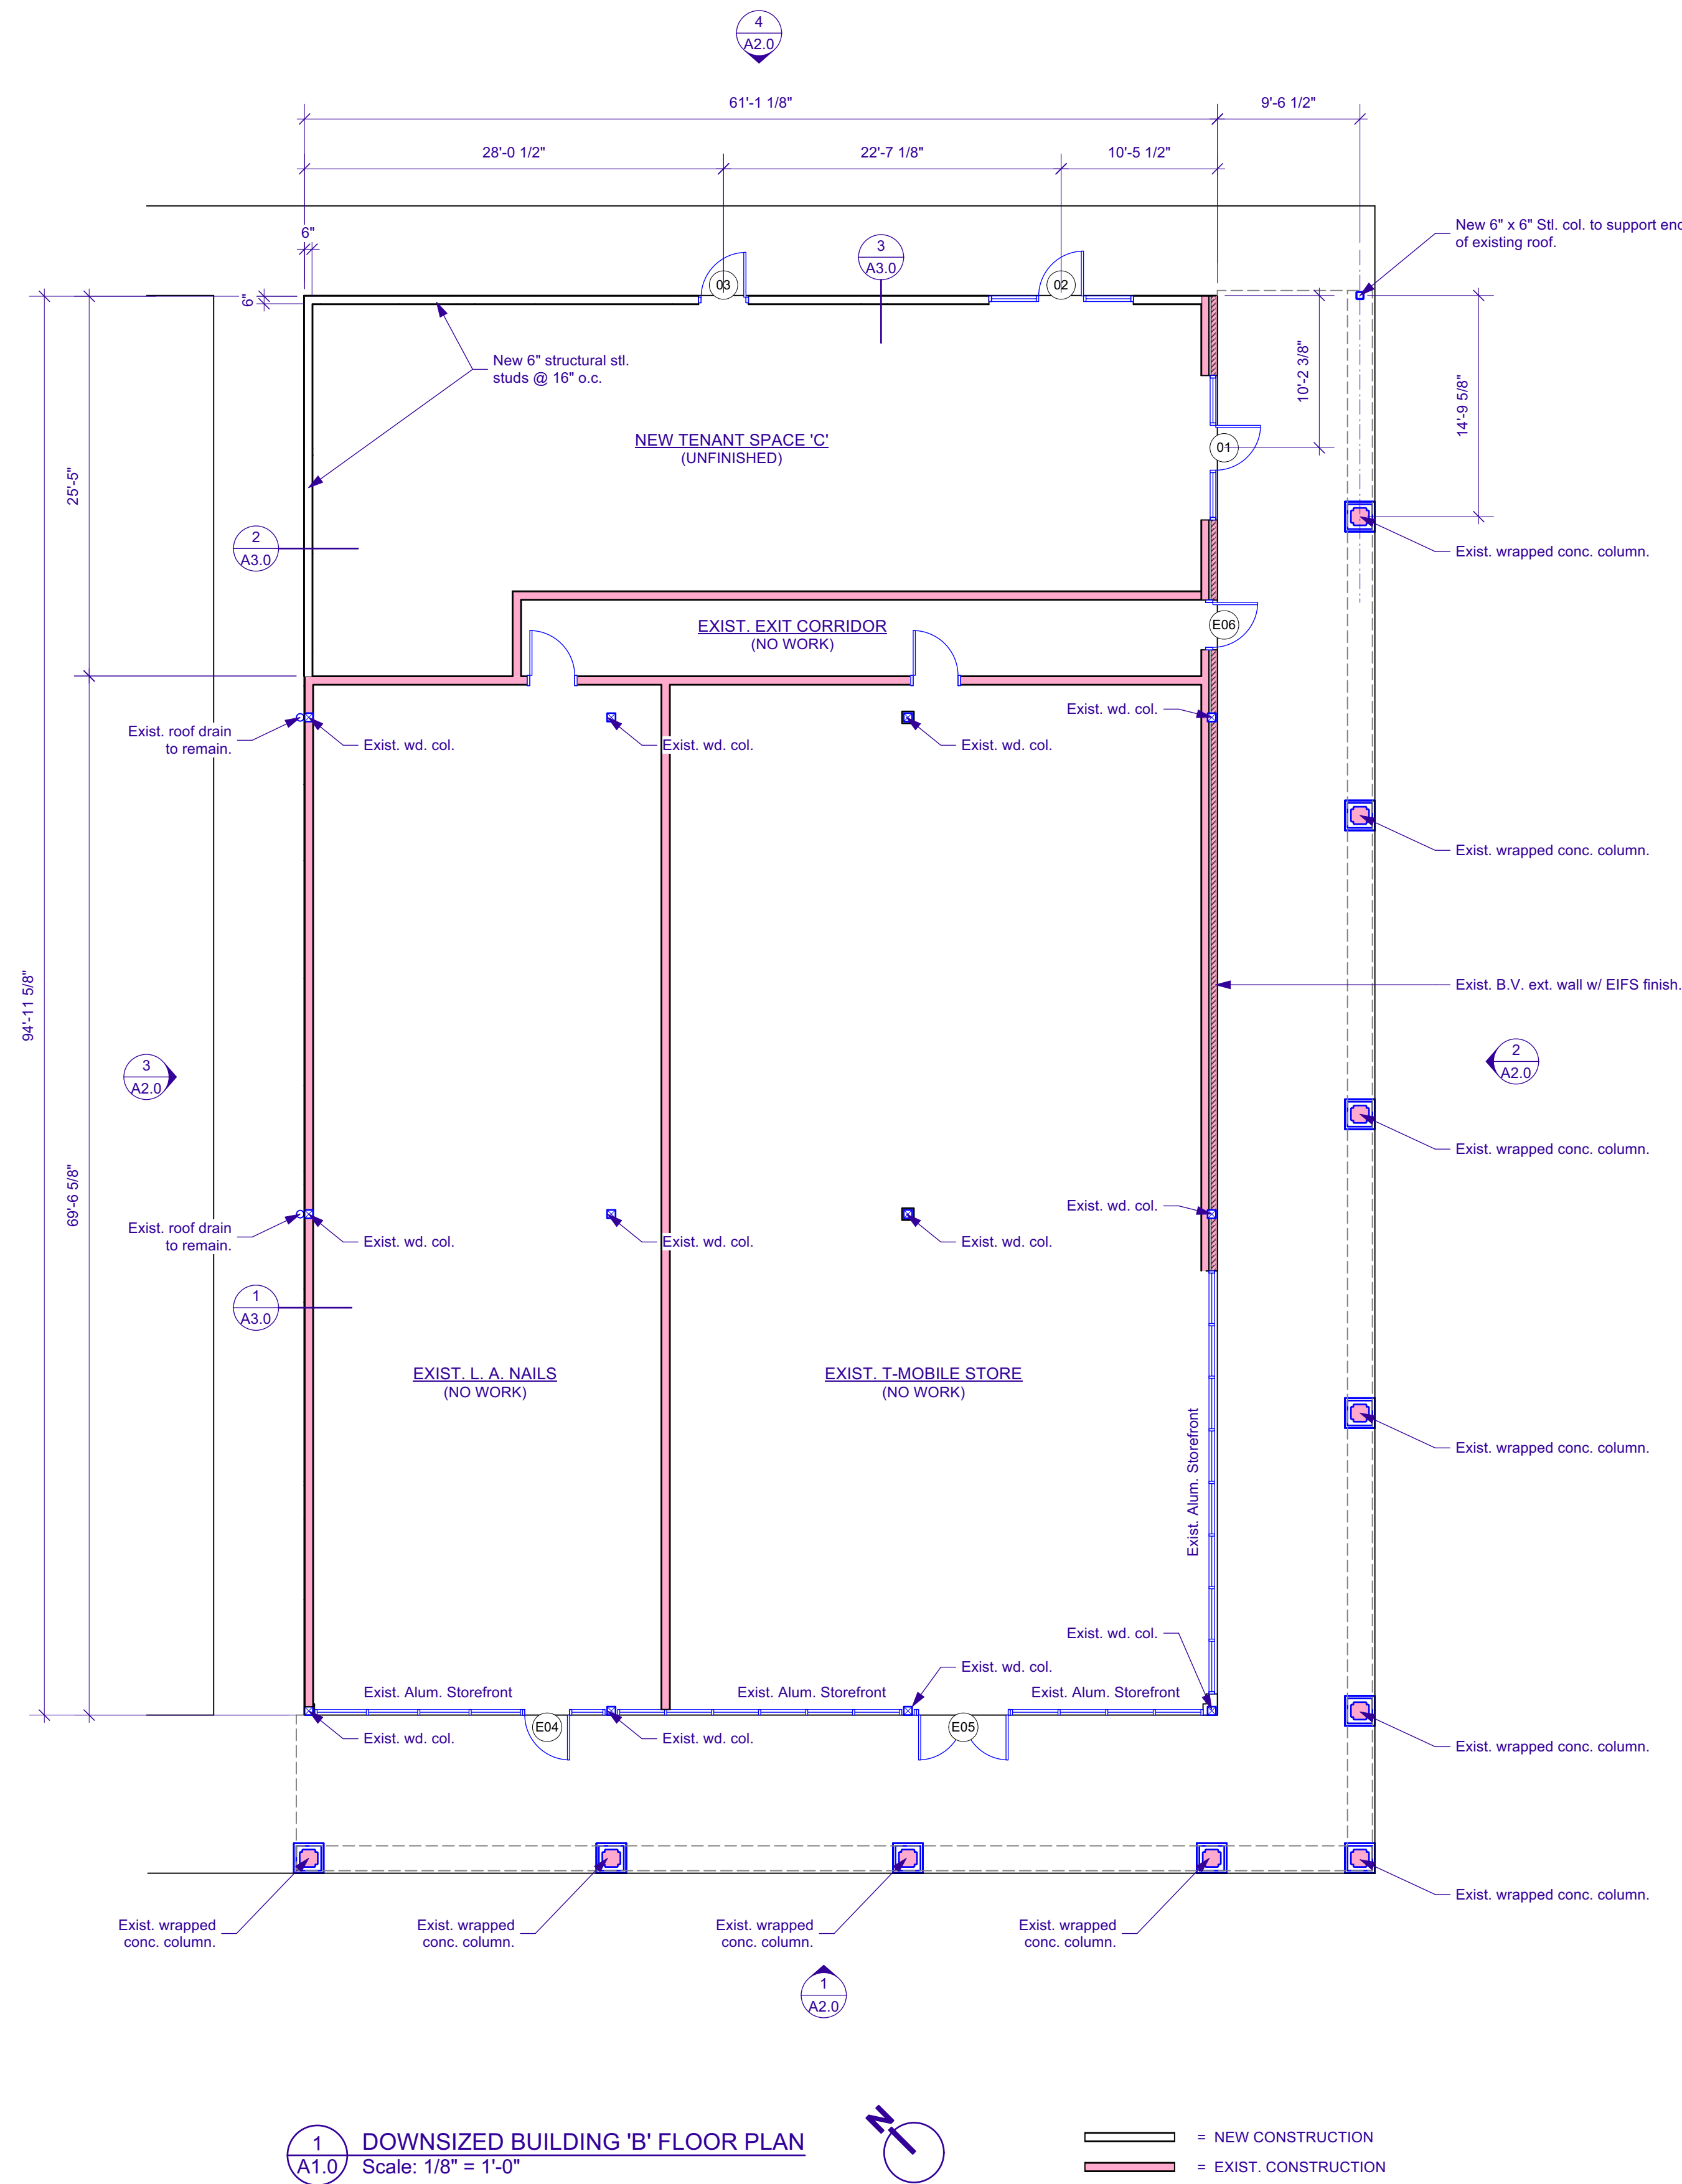 4
A2.0
61'-1 1/8"
9'-6 1/2"
28'-0 1/2"
22'-7 1/8"
10'-5 1/2"
6"
6"
3
A3.0
03
02
New 6" x 6" Stl. col. to support
of existing roof.
New 6" structural stl.
studs @ 16" o.c.
10'-2 3/8"
14'-9 5/8"
NEW TENANT SPACE 'C'
(UNFINISHED)
01
25'-5"
2
A3.0
Exist. wrapped conc. column.
EXIST. EXIT CORRIDOR
(NO WORK)
E06
Exist. roof drain
to remain.
Exist. wd. col.
Exist. wd. col.
Exist. wd. col.
Exist. wd. col.
Exist. wrapped conc. column.
94'-11 5/8"
Exist. B.V. ext. wall w/ EIFS finish.
3
A2.0
2
A2.0
69'-6 5/8"
Exist. wrapped conc. column.
Exist. roof drain
to remain.
Exist. wd. col.
Exist. wd. col.
Exist. wd. col.
Exist. wd. col.
1
A3.0
EXIST. L. A. NAILS
(NO WORK)
EXIST. T-MOBILE STORE
(NO WORK)
Exist. Alum. Storefront
Exist. wrapped conc. column.
Exist. wd. col.
Exist. wd. col.
Exist. Alum. Storefront
Exist. Alum. Storefront
Exist. Alum. Storefront
E04
E05
Exist. wd. col.
Exist. wd. col.
Exist. wrapped conc. column.
Exist. wrapped conc. column.
Exist. wrapped
conc. column.
Exist. wrapped
conc. column.
Exist. wrapped
conc. column.
Exist. wrapped
conc. column.
1
A2.0
1
A1.0
DOWNSIZED BUILDING 'B' FLOOR PLAN
Scale: 1/8" = 1'-0"
N
= NEW CONSTRUCTION
= EXIST. CONSTRUCTION